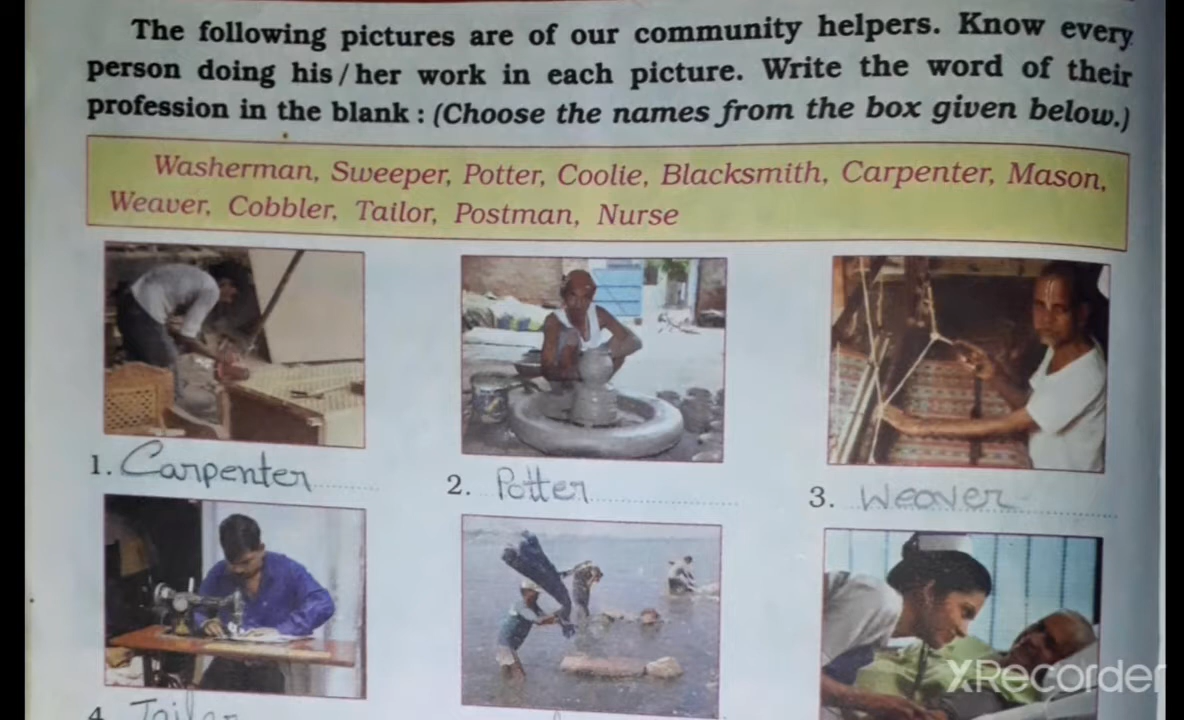 The following pictures are of our community helpers. Know every
person doing his/her work in each picture. Write the word of their
profession in the blank : (Choose the names from the box given below.)
Washerman, Sweeper, Potter, Coolie, Blacksmith, Carpenter, Mason,
Weaver, Cobbler, Tailor, Postman, Nurse
1. Carpenter
2. Potter
3. Weaver
XRecorder
4. Tailor